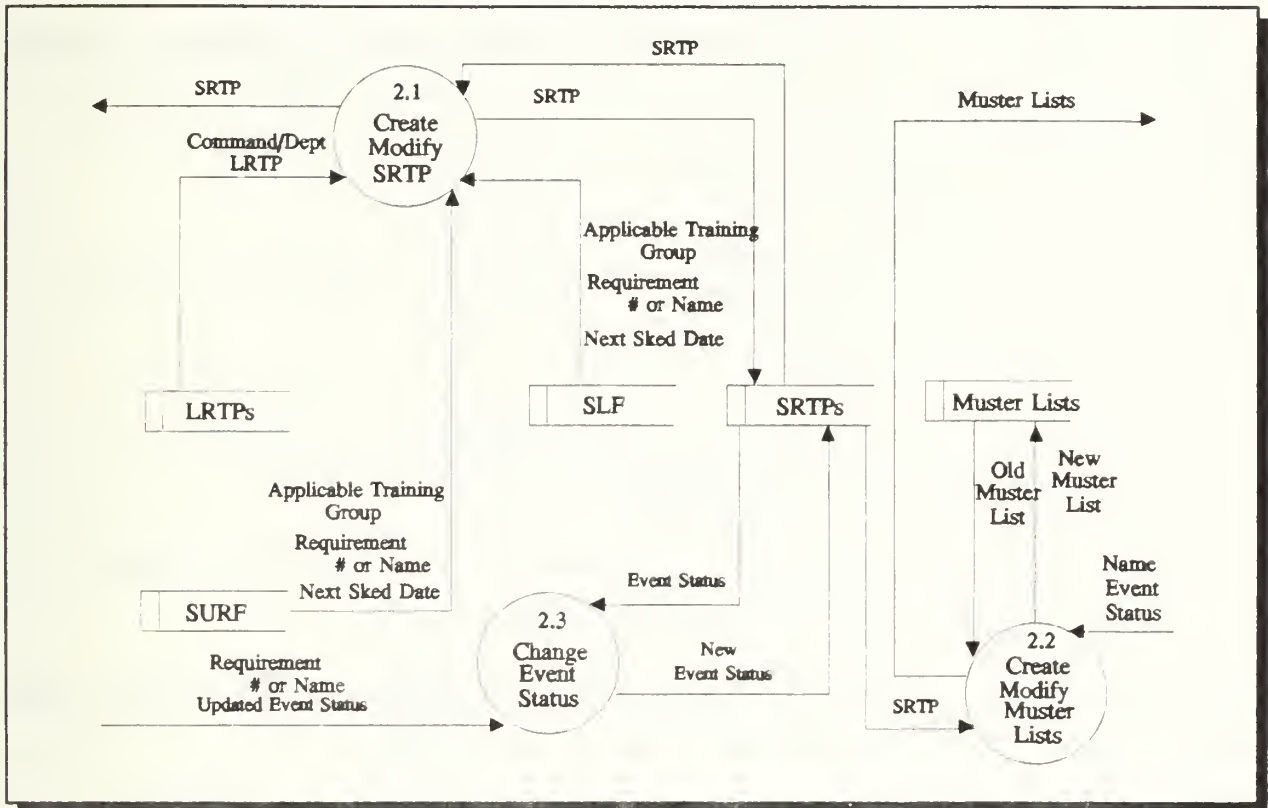 SRTP
SRTP
2.1
Create
Modify
SRTP
SRTP
Muster Lists
Command/Dept
LRTP
Applicable Training
Group
Requirement
# or Name
Next Sked Date
LRTPs
SLF
SRTPs
Muster Lists
Old
Muster
List
New
Muster
List
Applicable Training
Group
Requirement
# or Name
Next Sked Date
SURF
Event Status
Name
Event
Status
2.3
Change
Event
Status
New
Event Status
2.2
Create
Modify
Muster
Lists
SRTP
Requirement
# or Name
Updated Event Status